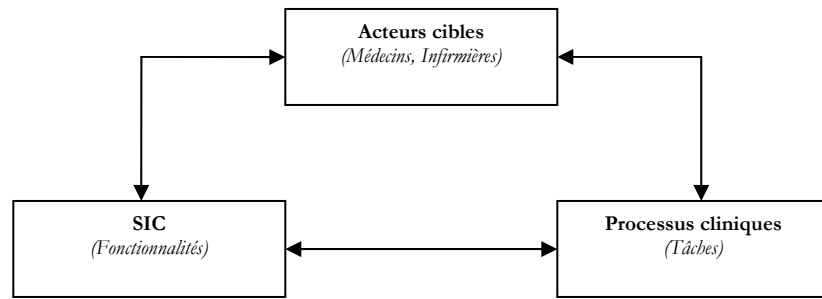 Acteurs cibles
(Médecins, Infirmières)
SIC
(Fonctionnalités)
Processus cliniques
(Tâches)